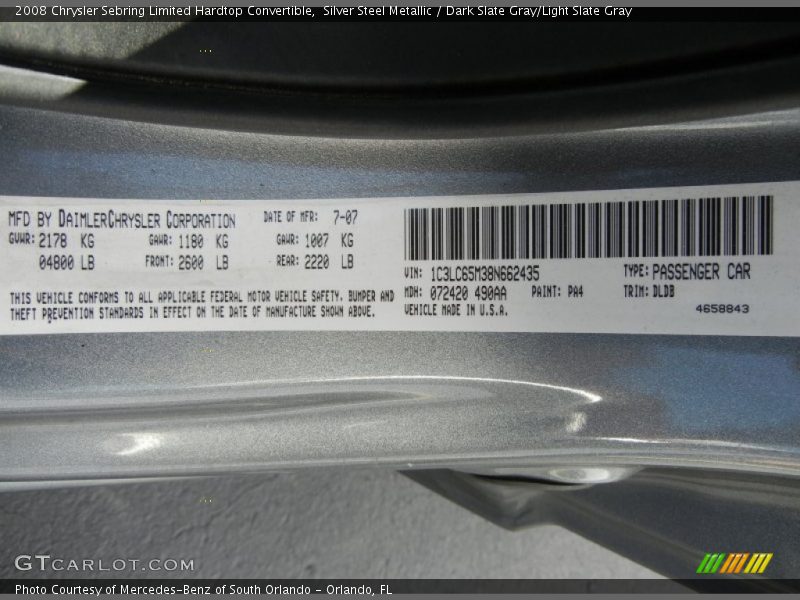 2008 Chrysler Sebring Limited Hardtop Convertible,  Silver Steel Metallic / Dark Slate Gray/Light Slate Gray
MFD BY DAIMLERCHRYSLER CORPORATION DATE OF MFR: 7-07
GVWR: 2178 KG GAWR: 1180 KG GAWR: 1007 KG
04800 LB FRONT: 2600 LB REAR: 2220 LB
THIS VEHICLE CONFORMS TO ALL APPLICABLE FEDERAL MOTOR VEHICLE SAFETY, BUMPER AND
THEFT PREVENTION STANDARDS IN EFFECT ON THE DATE OF MANUFACTURE SHOWN ABOVE.
VIN: 1C3LC65M38N662435 TYPE: PASSENGER CAR
MDH: 072420 490AA PAINT: PA4 TRIM: DLDB
VEHICLE MADE IN U.S.A. 4658843
GTCARLOT.COM
Photo Courtesy of Mercedes-Benz of South Orlando - Orlando, FL